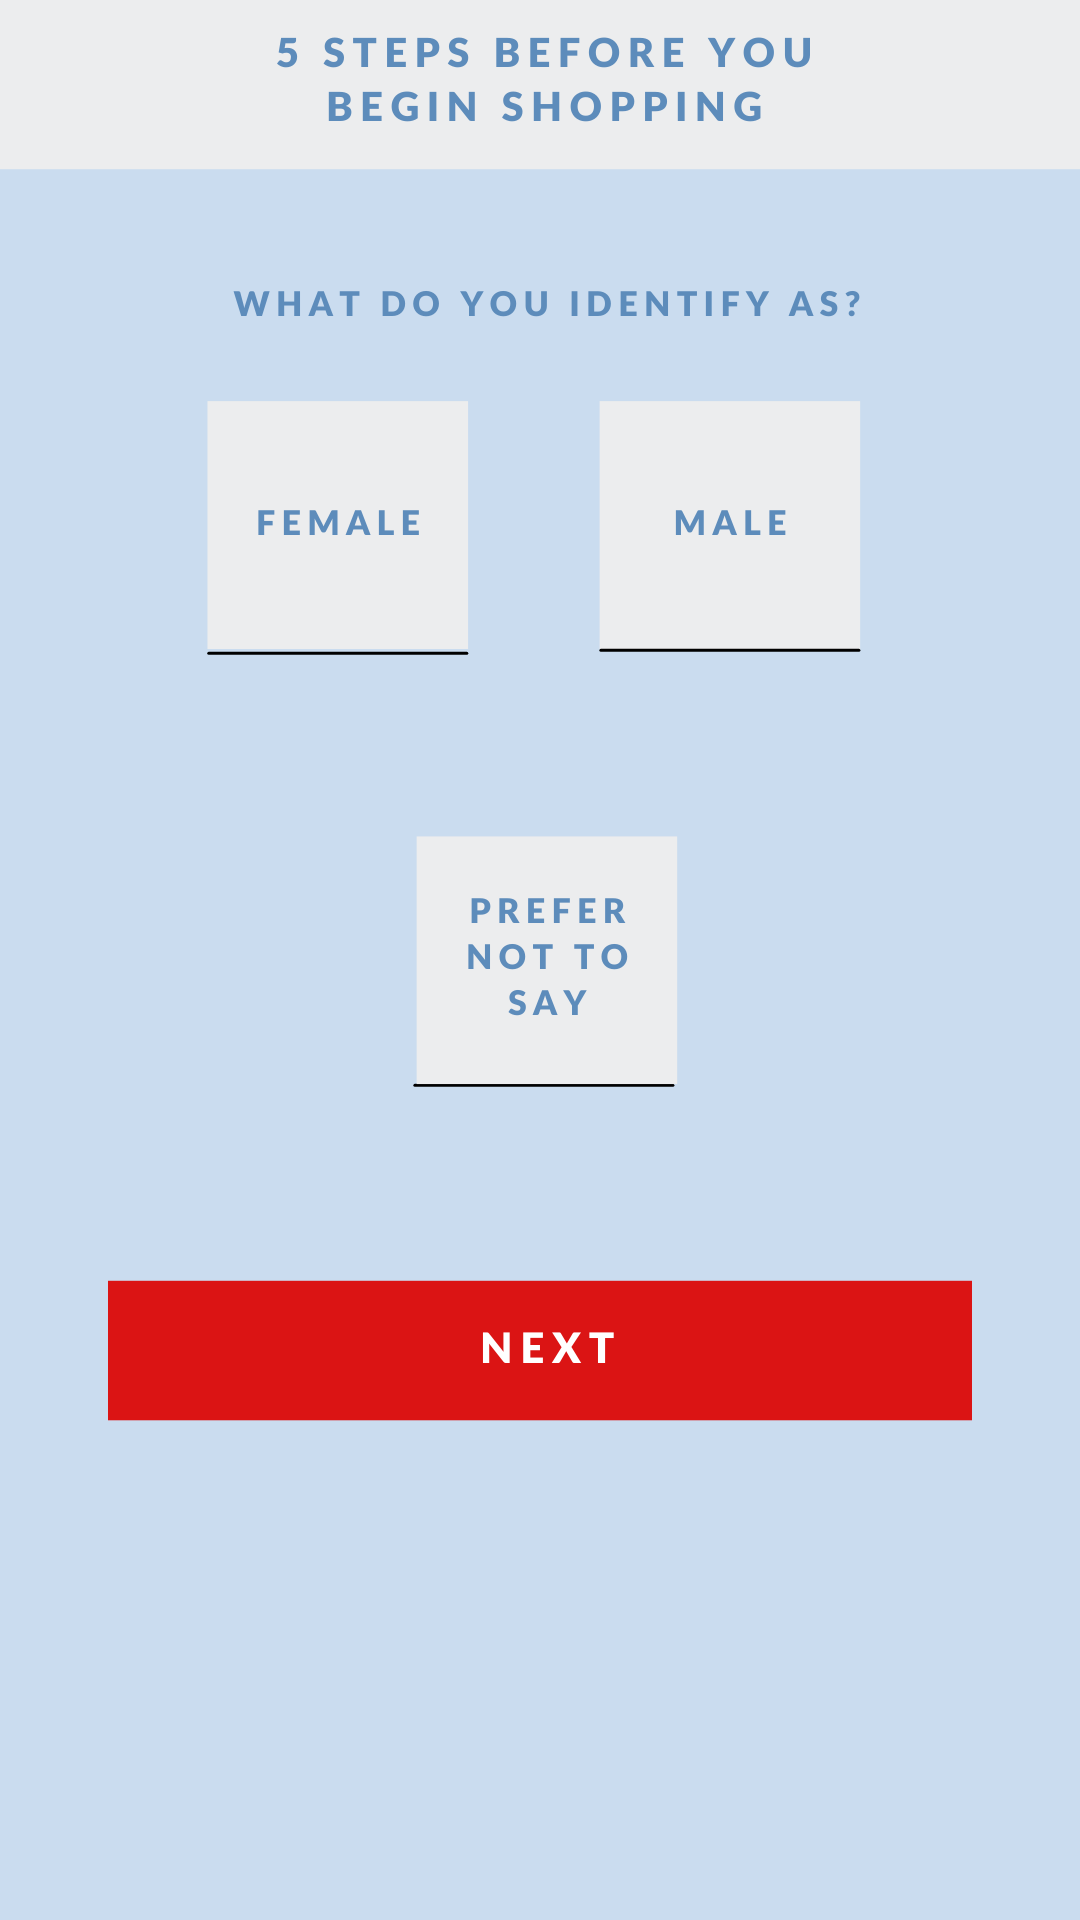 5 STEPS BEFORE YOU
BEGIN SHOPPING
WHAT DO YOU IDENTIFY AS?
FEMALE
MALE
PREFER
NOT TO
SAY
NEXT